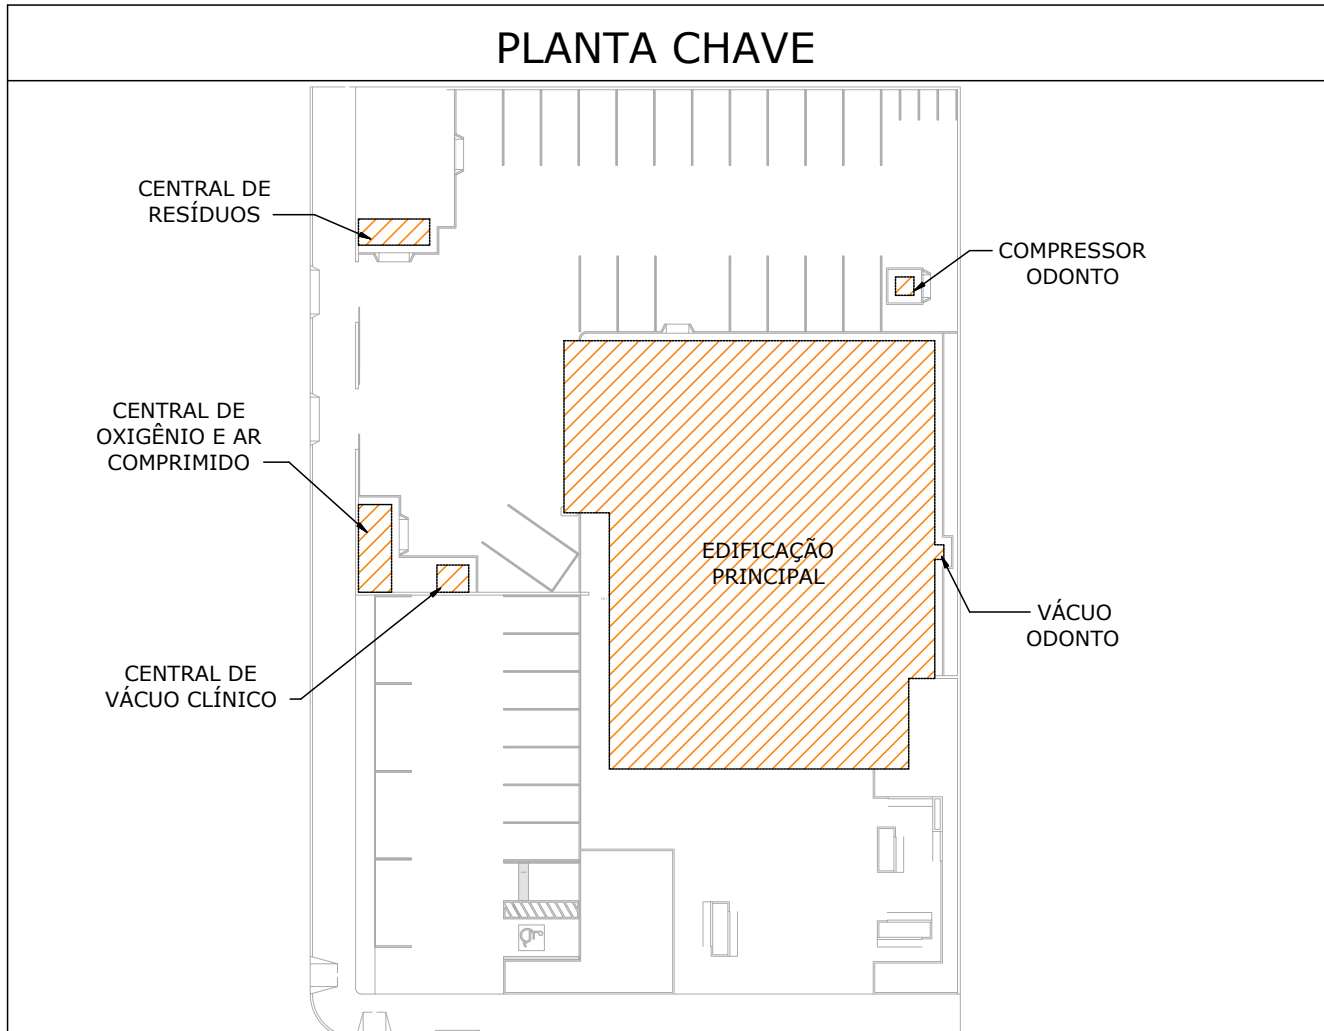 PLANTA CHAVE
CENTRAL DE
RESÍDUOS
COMPRESSOR
ODONTO
CENTRAL DE
OXIGÊNIO E AR
COMPRIMIDO
EDIFICAÇÃO
PRINCIPAL
VÁCUO
ODONTO
CENTRAL DE
VÁCUO CLÍNICO